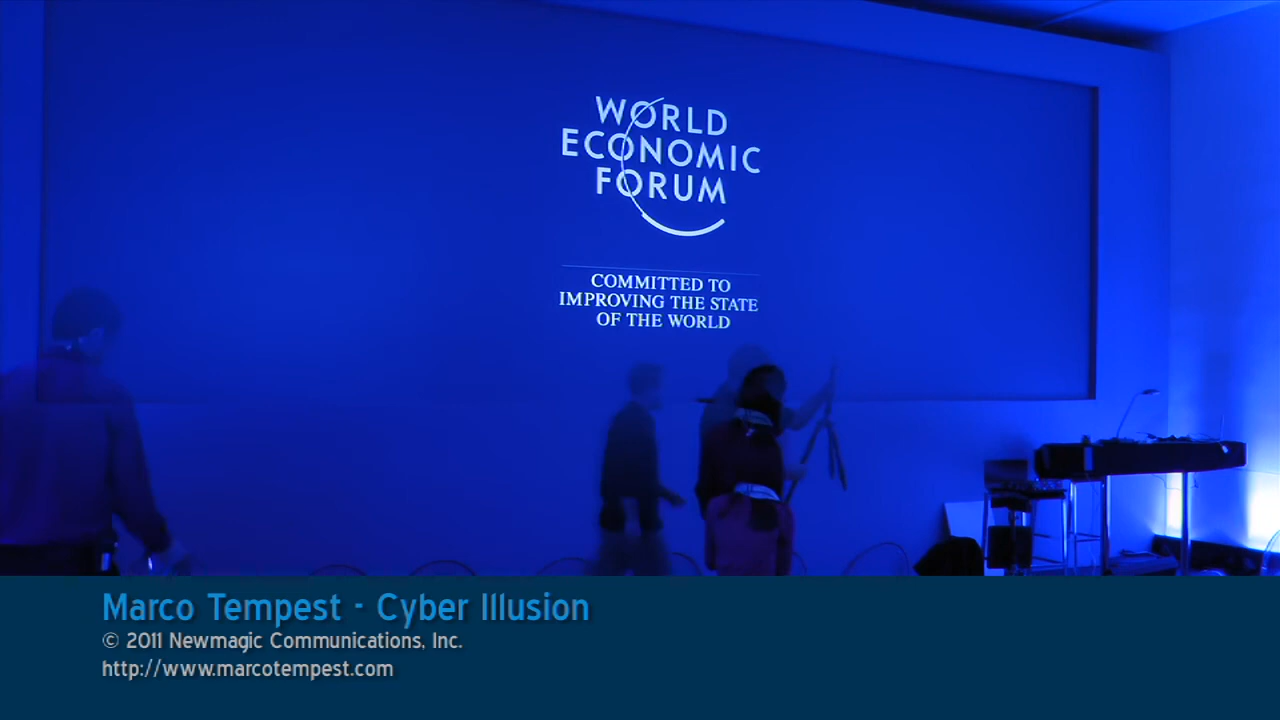 WORLD
ECONOMIC
FORUM
COMMITTED TO
IMPROVING THE STATE
OF THE WORLD
Marco Tempest - Cyber Illusion
© 2011 Newmagic Communications, Inc.
http://www.marcotempest.com